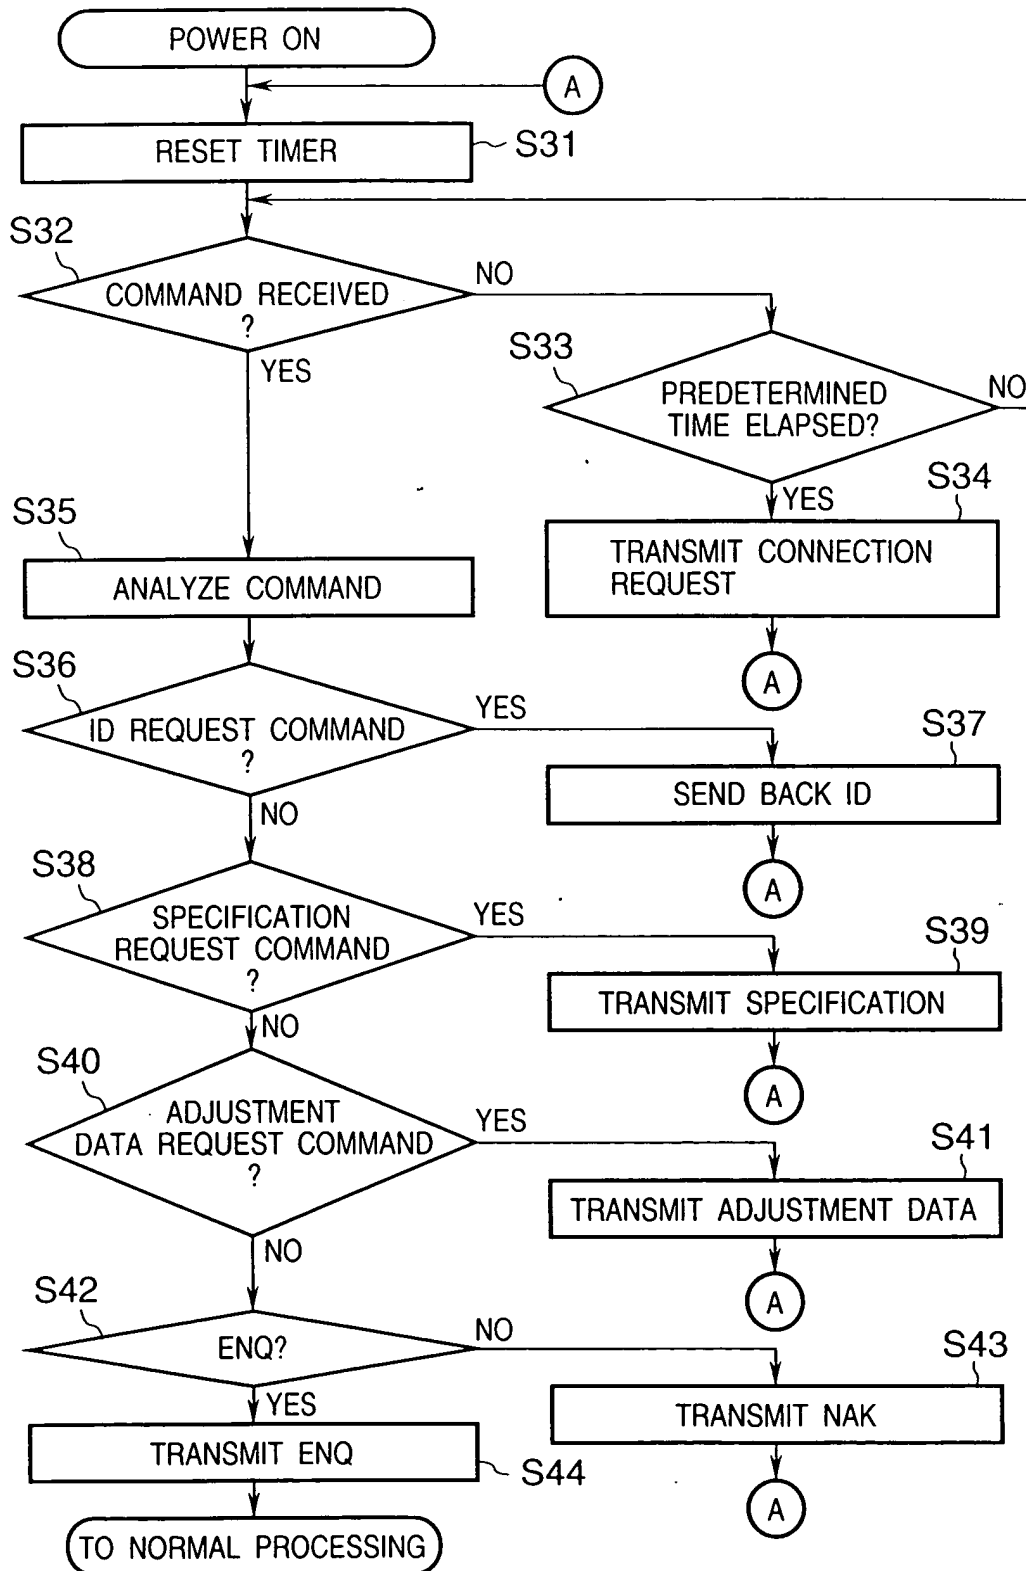 POWER ON
A
RESET TIMER
S31
S32
COMMAND RECEIVED
?
NO
YES
S33
PREDETERMINED
TIME ELAPSED?
NO
YES
S34
TRANSMIT CONNECTION
REQUEST
A
S35
ANALYZE COMMAND
S36
ID REQUEST COMMAND
?
YES
NO
S37
SEND BACK ID
A
S38
SPECIFICATION
REQUEST COMMAND
?
YES
NO
S39
TRANSMIT SPECIFICATION
A
S40
ADJUSTMENT
DATA REQUEST COMMAND
?
YES
NO
S41
TRANSMIT ADJUSTMENT DATA
A
S42
ENQ?
NO
YES
S43
TRANSMIT NAK
A
TRANSMIT ENQ
S44
TO NORMAL PROCESSING